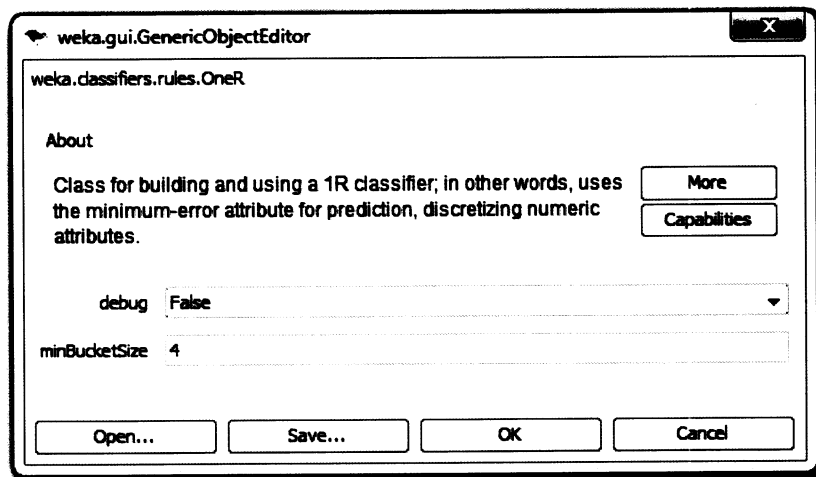 weka.gui.GenericObjectEditor
X
weka.classifiers.rules.OneR
About
Class for building and using a 1R classifier; in other words, uses
the minimum-error attribute for prediction, discretizing numeric
attributes.
More
Capabilities
debug False
minBucketSize 4
Open... Save... OK Cancel